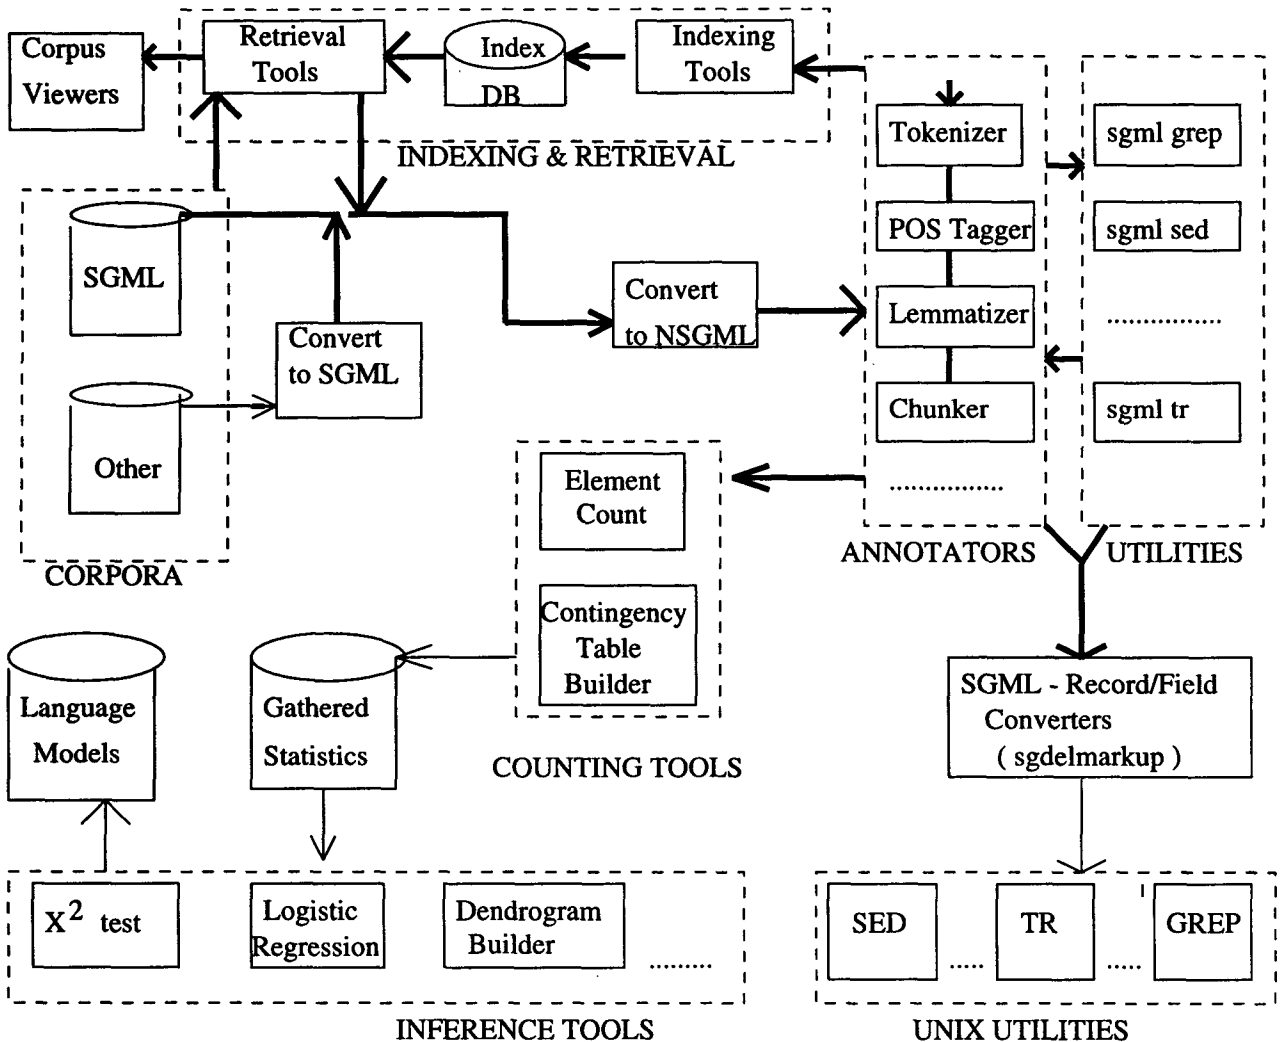 Corpus
Viewers
Retrieval
Tools
Index
DB
Indexing
Tools
INDEXING & RETRIEVAL
Tokenizer
POS Tagger
Lemmatizer
Chunker
................
ANNOTATORS
sgml grep
sgml sed
................
sgml tr
UTILITIES
SGML
Other
CORPORA
Convert
to SGML
Convert
to NSGML
Element
Count
Contingency
Table
Builder
COUNTING TOOLS
Language
Models
Gathered
Statistics
SGML - Record/Field
Converters
( sgdelmarkup )
X² test
Logistic
Regression
Dendrogram
Builder
.........
INFERENCE TOOLS
SED
.....
TR
.....
GREP
UNIX UTILITIES